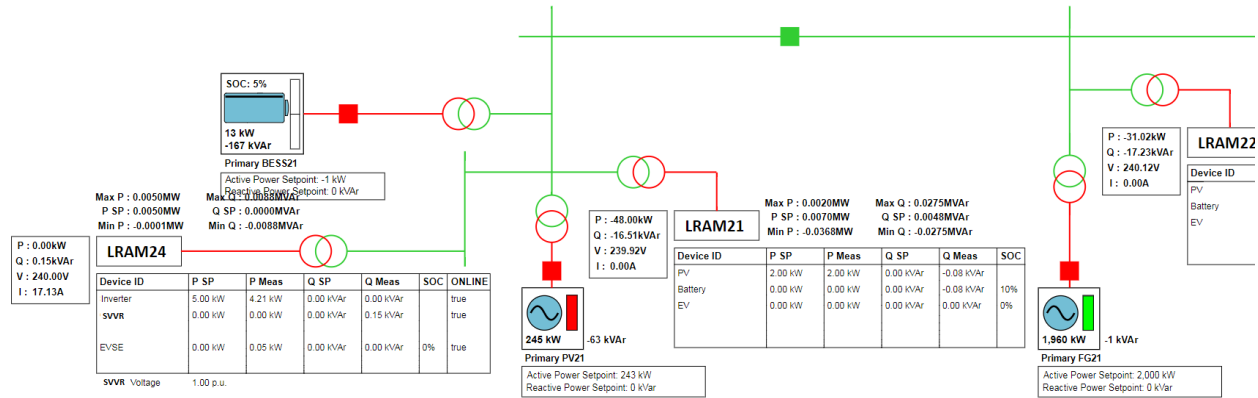 SOC: 5%
13 kW
-167 kVAr
Primary BESS21
Active Power Setpoint: -1 kW
Reactive Power Setpoint: 0 kVAr
Max P : 0.0050MW Max Q : 0.0088MVAr
P SP : 0.0050MW Q SP : 0.0000MVAr
Min P : -0.0001MW Min Q : -0.0088MVAr
LRAM24
P : 0.00kW
Q : 0.15kVAr
V : 240.00V
I : 17.13A
Device ID P SP P Meas Q SP Q Meas SOC ONLINE
Inverter 5.00 kW 4.21 kW 0.00 kVAr 0.00 kVAr true
SVVR 0.00 kW 0.00 kW 0.00 kVAr 0.15 kVAr true
EVSE 0.00 kW 0.05 kW 0.00 kVAr 0.00 kVAr 0% true
SVVR Voltage 1.00 p.u.
P : -48.00kW
Q : -16.51kVAr
V : 239.92V
I : 0.00A
LRAM21
Max P : 0.0020MW Max Q : 0.0275MVAr
P SP : 0.0070MW Q SP : 0.0048MVAr
Min P : -0.0368MW Min Q : -0.0275MVAr
Device ID P SP P Meas Q SP Q Meas SOC
PV 2.00 kW 2.00 kW 0.00 kVAr -0.08 kVAr
Battery 0.00 kW 0.00 kW 0.00 kVAr -0.08 kVAr 10%
EV 0.00 kW 0.00 kW 0.00 kVAr 0.00 kVAr 0%
245 kW
-63 kVAr
Primary PV21
Active Power Setpoint: 243 kW
Reactive Power Setpoint: 0 kVar
P : -31.02kW
Q : -17.23kVAr
V : 240.12V
I : 0.00A
LRAM22
Device ID
PV
Battery
EV
1,960 kW
-1 kVAr
Primary FG21
Active Power Setpoint: 2,000 kW
Reactive Power Setpoint: 0 kVar